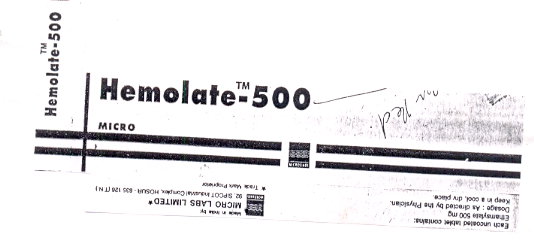 Hemolate™-500
Hemolate™-500
MICRO
Each uncoated tablet contains:
Ethamsylate 500 mg
Dosage : As directed by the Physician.
Keep in a cool, dry place.
Made in India by:
MICRO LABS LIMITED*
92, SIPCOT Industrial Complex, HOSUR - 635 126 (T N )
* Trade Mark Proprietor